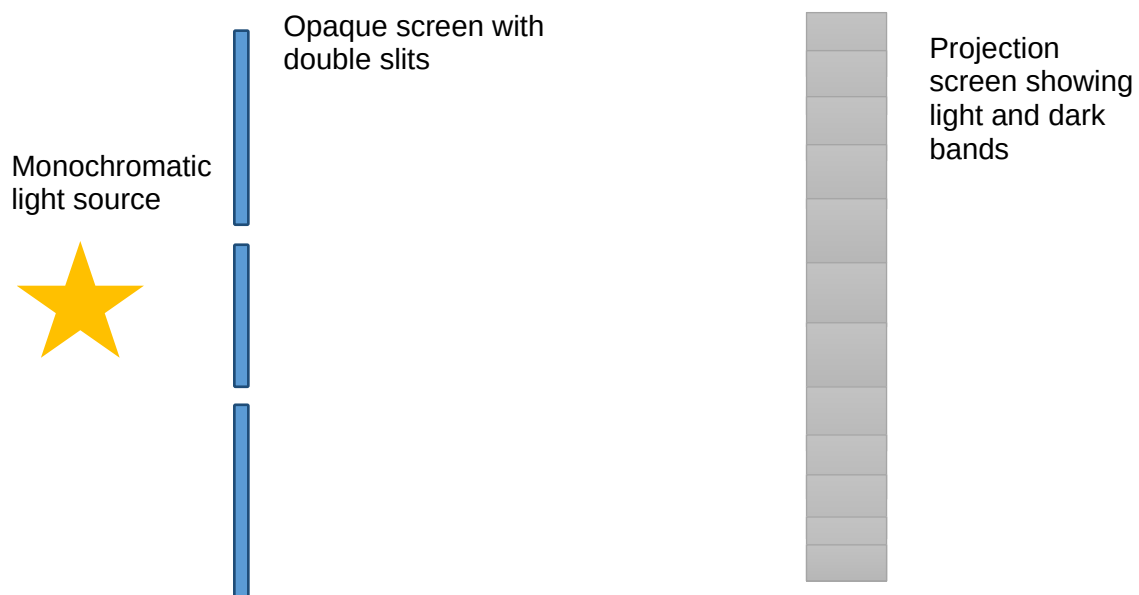 Opaque screen with
double slits
Projection
screen showing
light and dark
bands
Monochromatic
light source